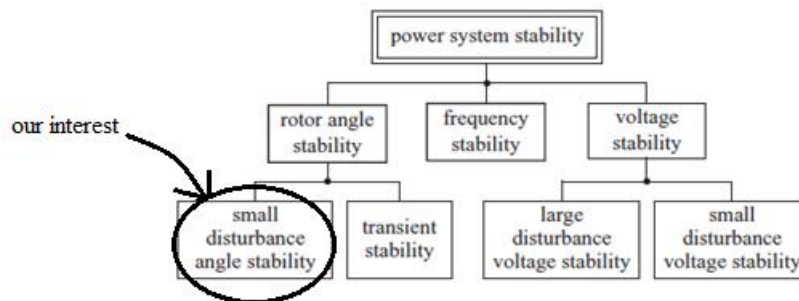 power system stability
our interest
rotor angle
stability
frequency
stability
voltage
stability
small
disturbance
angle stability
transient
stability
large
disturbance
voltage stability
small
disturbance
voltage stability